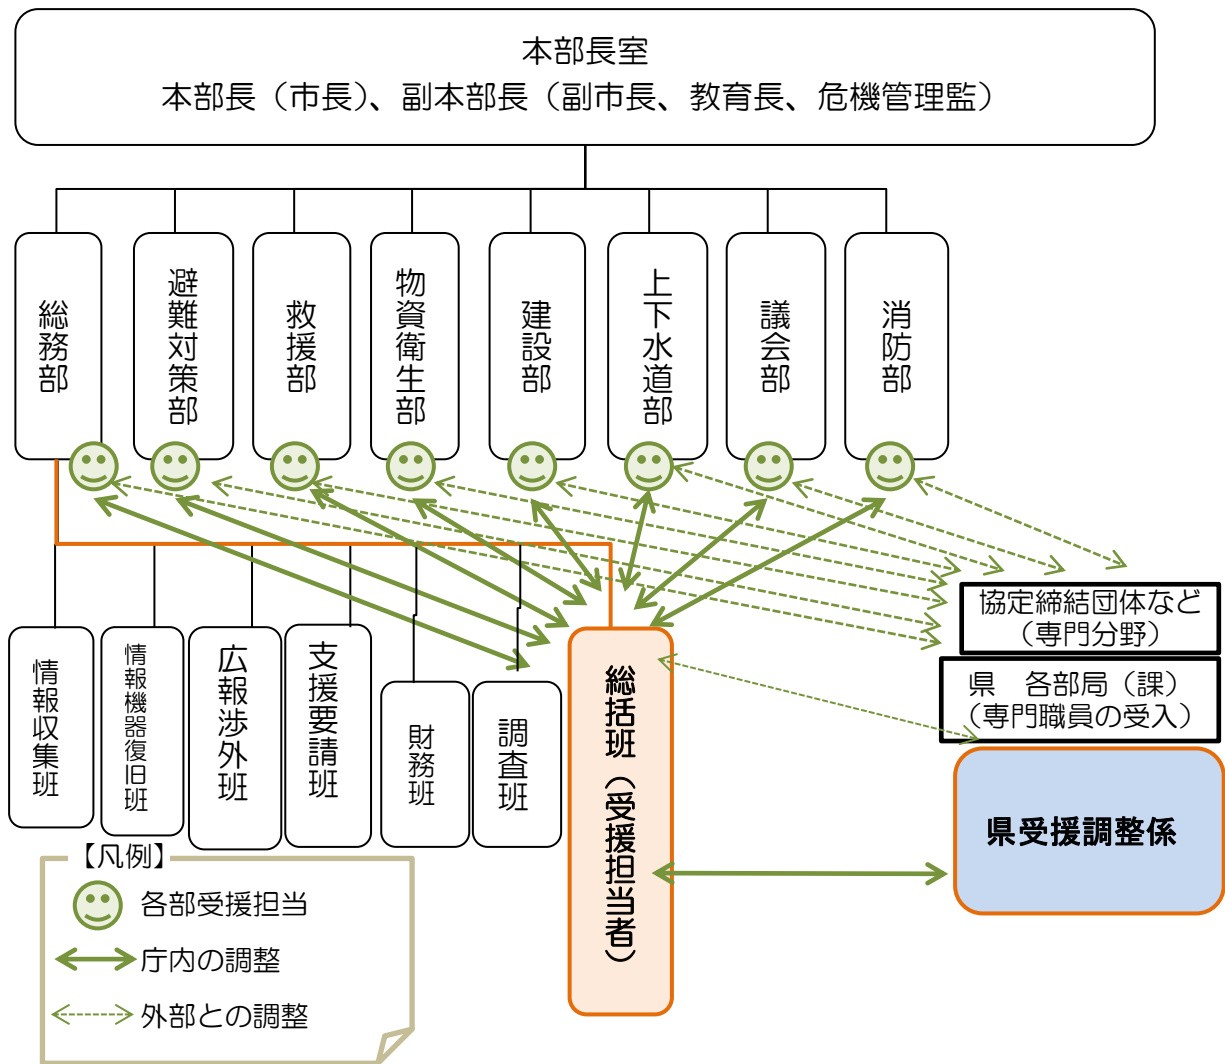 本部長室
本部長（市長）、副本部長（副市長、教育長、危機管理監）
総務部
避難対策部
救援部
物資衛生部
建設部
上下水道部
議会部
消防部
情報収集班
情報機器復旧班
広報渉外班
支援要請班
財務班
調査班
総括班（受援担当者）
協定締結団体など
（専門分野）
県　各部局（課）
（専門職員の受入）
県受援調整係
【凡例】
各部受援担当
庁内の調整
外部との調整